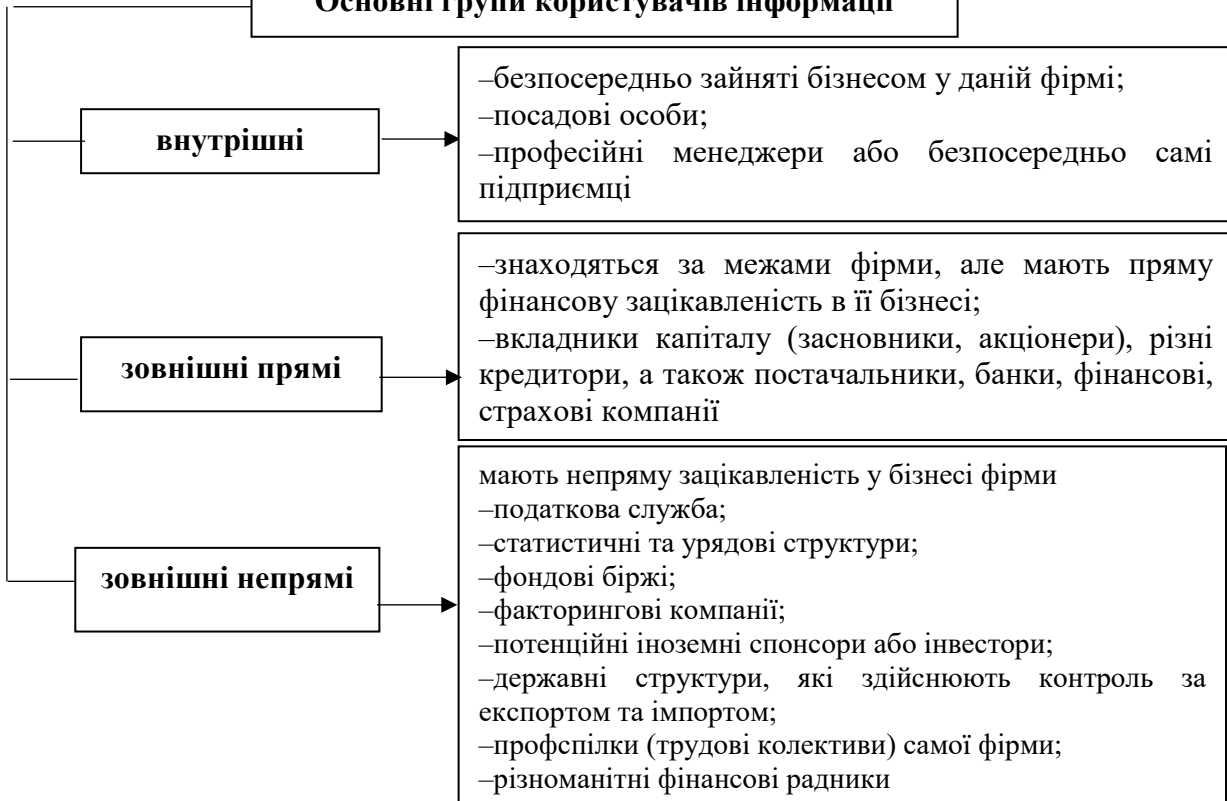 Основні групи користувачів інформації
внутрішні
–безпосередньо зайняті бізнесом у даній фірмі;
–посадові особи;
–професійні менеджери або безпосередньо самі
підприємці
зовнішні прямі
–знаходяться за межами фірми, але мають пряму
фінансову зацікавленість в її бізнесі;
–вкладники капіталу (засновники, акціонери), різні
кредитори, а також постачальники, банки, фінансові,
страхові компанії
зовнішні непрямі
мають непряму зацікавленість у бізнесі фірми
–податкова служба;
–статистичні та урядові структури;
–фондові біржі;
–факторингові компанії;
–потенційні іноземні спонсори або інвестори;
–державні структури, які здійснюють контроль за
експортом та імпортом;
–профспілки (трудові колективи) самої фірми;
–різноманітні фінансові радники